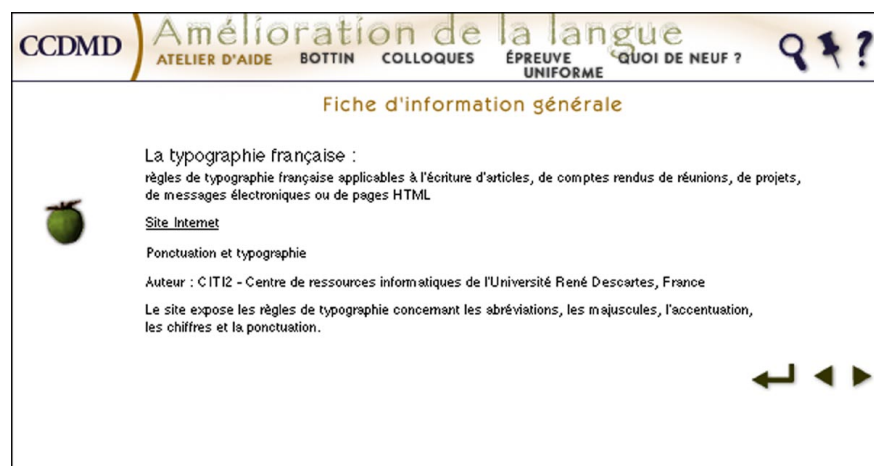 CCDMD
Amélioration de la langue
ATELIER D'AIDE BOTTIN COLLOQUES ÉPREUVE UNIFORME QUOI DE NEUF ?
Fiche d'information générale
La typographie française :
règles de typographie française applicables à l'écriture d'articles, de comptes rendus de réunions, de projets,
de messages électroniques ou de pages HTML
Site Internet
Ponctuation et typographie
Auteur : CITI2 - Centre de ressources informatiques de l'Université René Descartes, France
Le site expose les règles de typographie concernant les abréviations, les majuscules, l'accentuation,
les chiffres et la ponctuation.